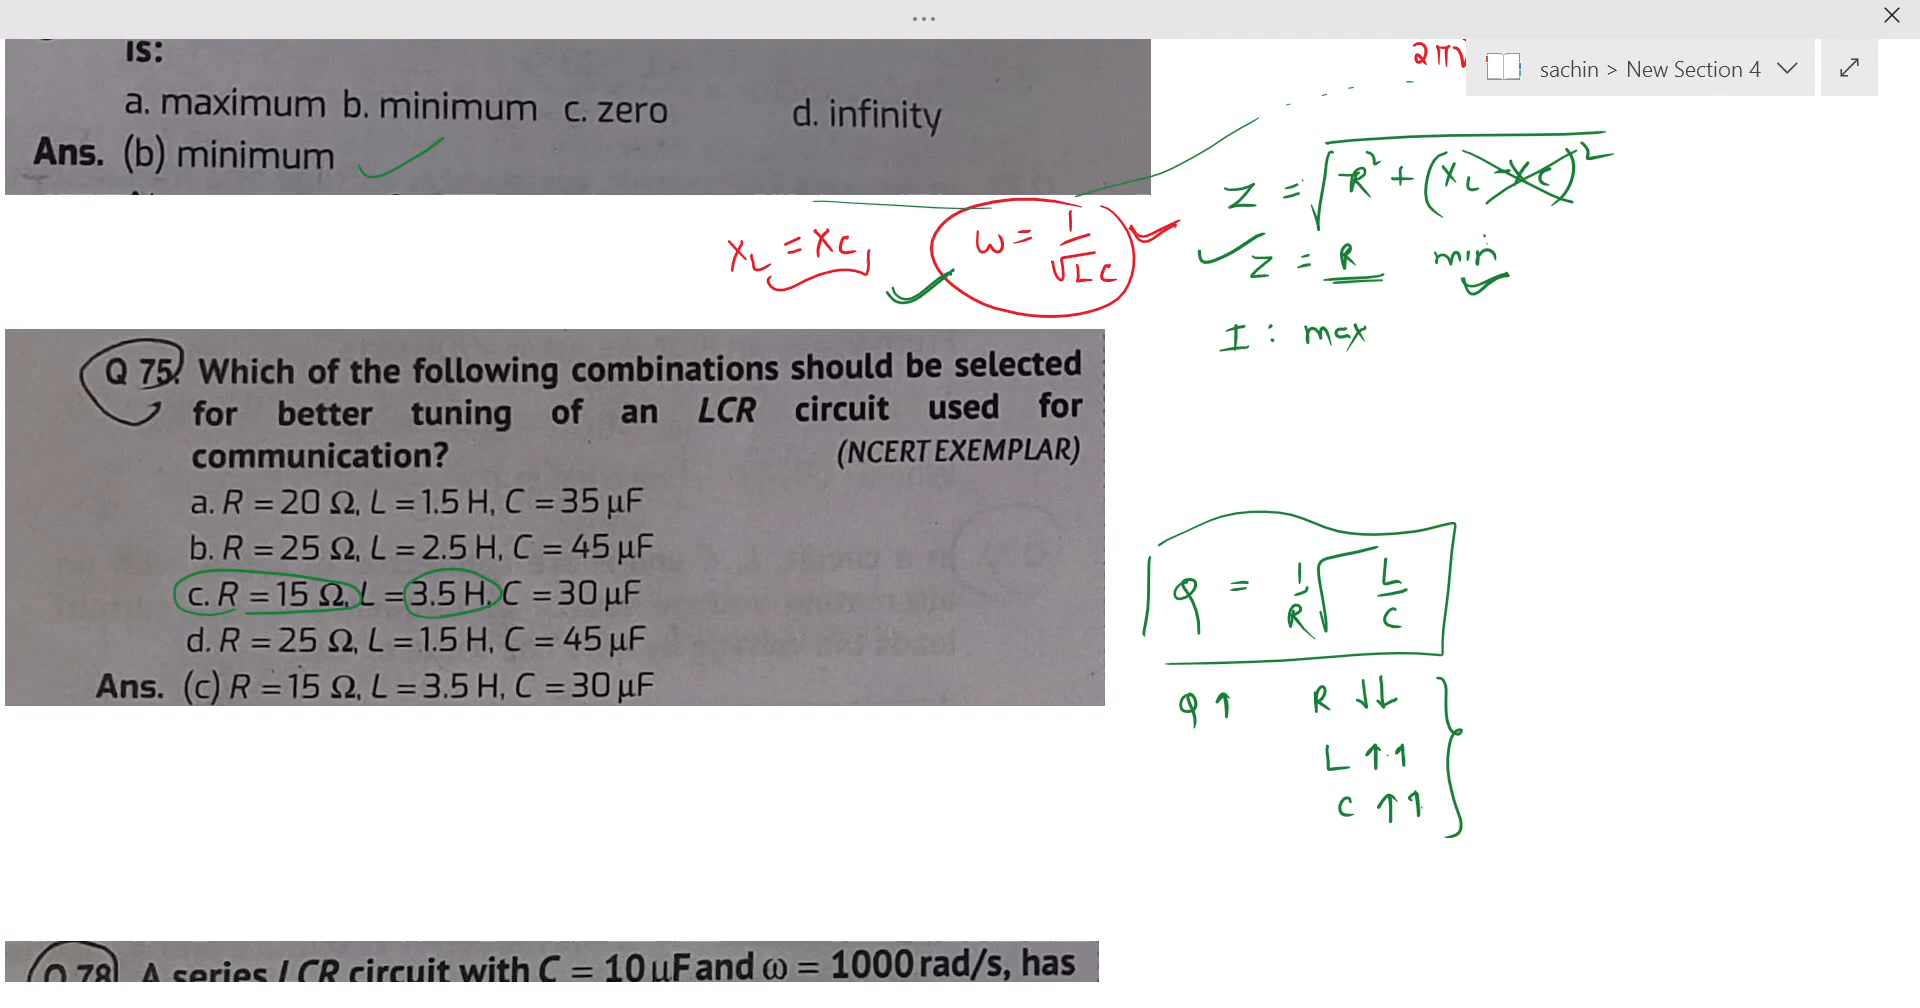 is:
a. maximum b. minimum c. zero d. infinity
Ans. (b) minimum
2π
sachin > New Section 4
Z = √R² + (XL - XC)²
XL = XC, ω = 1/√LC
Z = R min
I : max
Q 75. Which of the following combinations should be selected
for better tuning of an LCR circuit used for
communication? (NCERT EXEMPLAR)
a. R = 20 Ω, L = 1.5 H, C = 35 μF
b. R = 25 Ω, L = 2.5 H, C = 45 μF
c. R = 15 Ω, L = 3.5 H, C = 30 μF
d. R = 25 Ω, L = 1.5 H, C = 45 μF
Ans. (c) R = 15 Ω, L = 3.5 H, C = 30 μF
Q = 1/R √L/C
Q ↑ R ↓↓
L ↑↑
C ↑↑
Q 78 A series LCR circuit with C = 10 μF and ω = 1000 rad/s, has